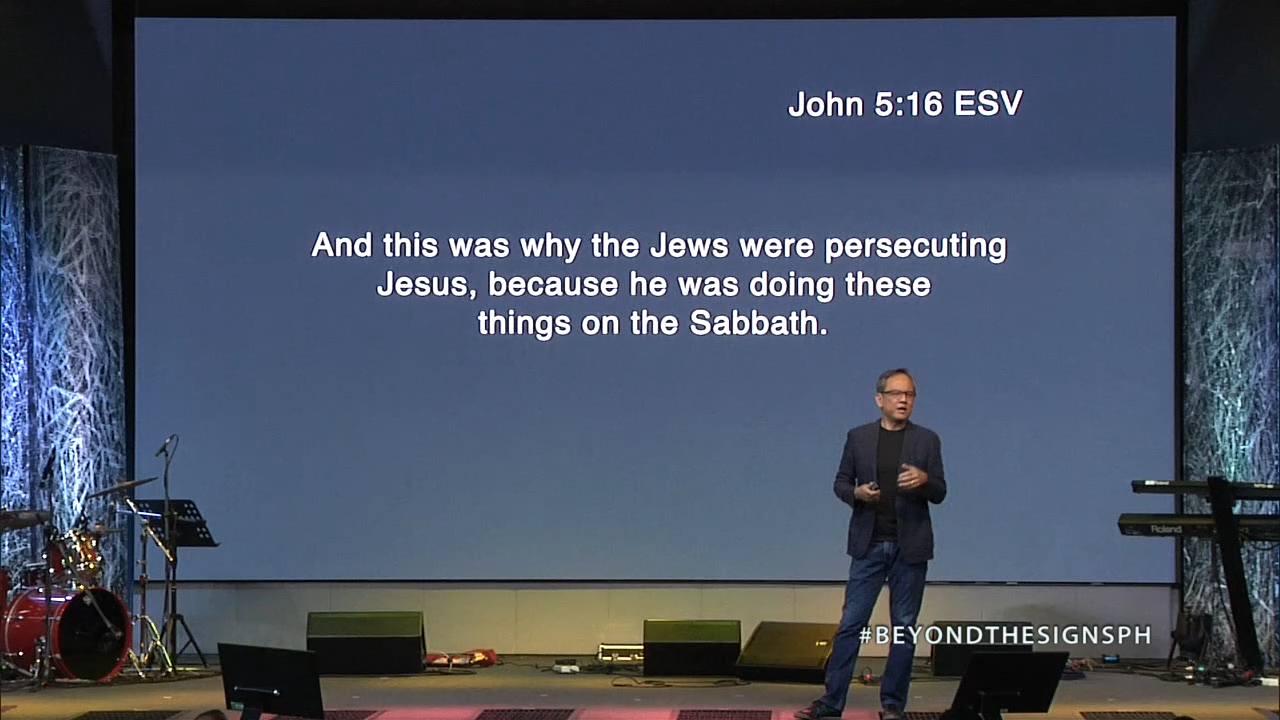 John 5:16 ESV
And this was why the Jews were persecuting
Jesus, because he was doing these
things on the Sabbath.
Roland
#BEYONDTHESIGNSPH